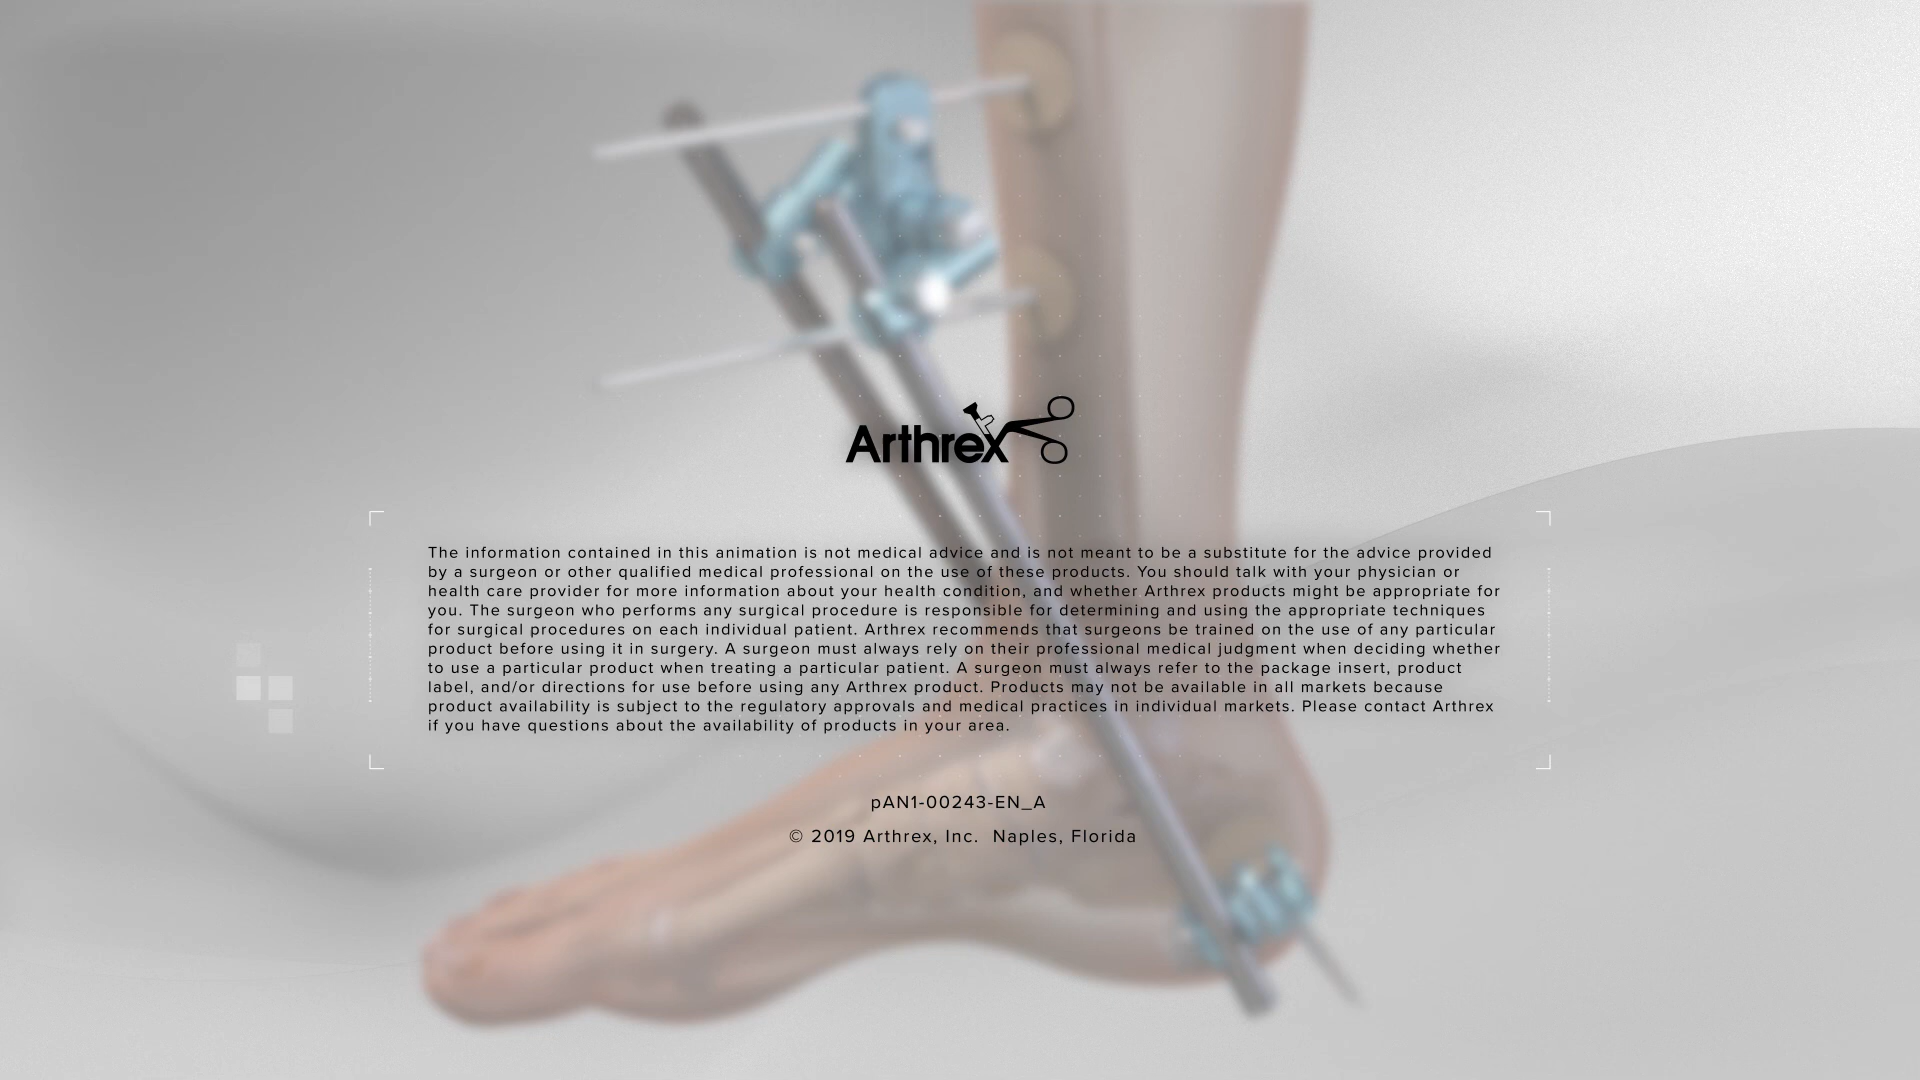 Arthrex
The information contained in this animation is not medical advice and is not meant to be a substitute for the advice provided
by a surgeon or other qualified medical professional on the use of these products. You should talk with your physician or
health care provider for more information about your health condition, and whether Arthrex products might be appropriate for
you. The surgeon who performs any surgical procedure is responsible for determining and using the appropriate techniques
for surgical procedures on each individual patient. Arthrex recommends that surgeons be trained on the use of any particular
product before using it in surgery. A surgeon must always rely on their professional medical judgment when deciding whether
to use a particular product when treating a particular patient. A surgeon must always refer to the package insert, product
label, and/or directions for use before using any Arthrex product. Products may not be available in all markets because
product availability is subject to the regulatory approvals and medical practices in individual markets. Please contact Arthrex
if you have questions about the availability of products in your area.
pAN1-00243-EN_A
© 2019 Arthrex, Inc.  Naples, Florida